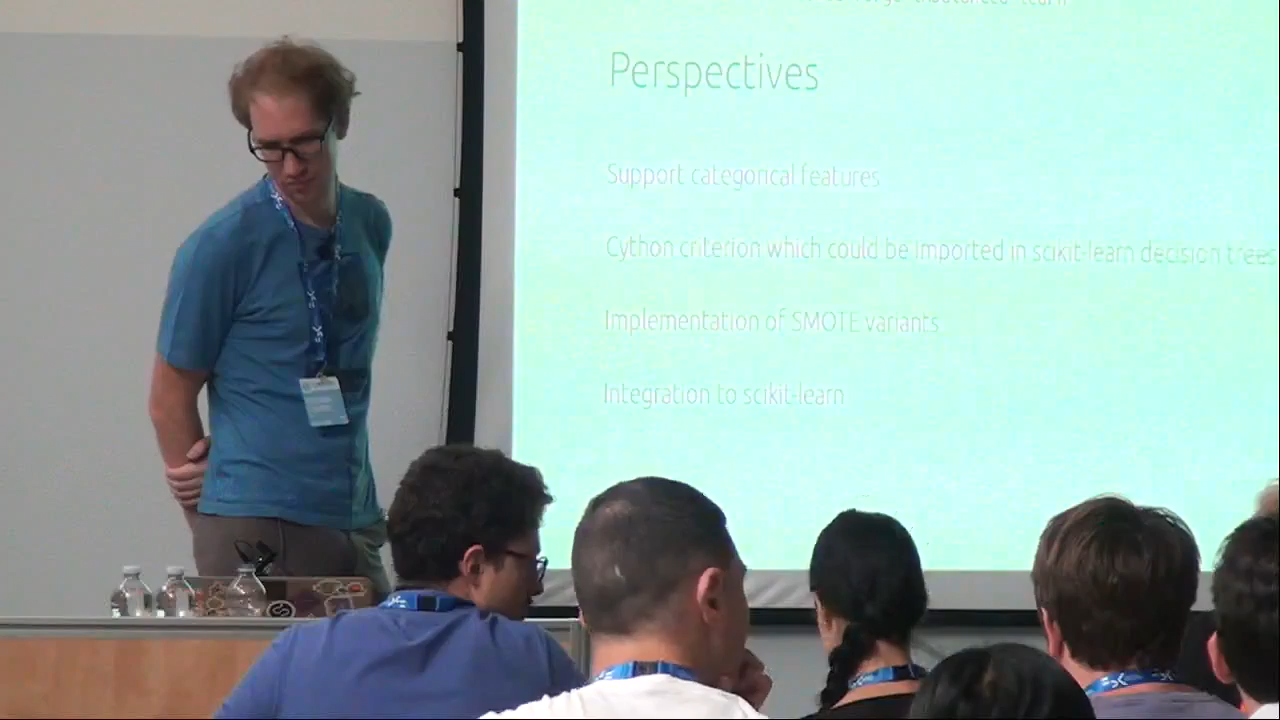 Perspectives
Support categorical features
Cython criterion which could be imported in scikit-learn decision trees
Implementation of SMOTE variants
Integration to scikit-learn